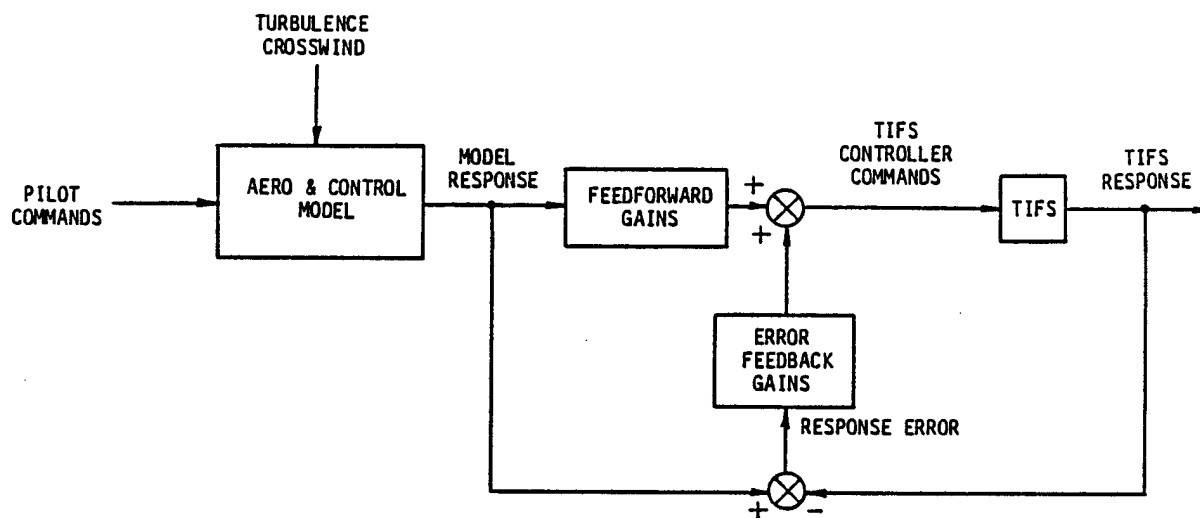 TURBULENCE
CROSSWIND
PILOT
COMMANDS
AERO & CONTROL
MODEL
MODEL
RESPONSE
FEEDFORWARD
GAINS
+
+
TIFS
CONTROLLER
COMMANDS
TIFS
TIFS
RESPONSE
ERROR
FEEDBACK
GAINS
RESPONSE ERROR
+
-